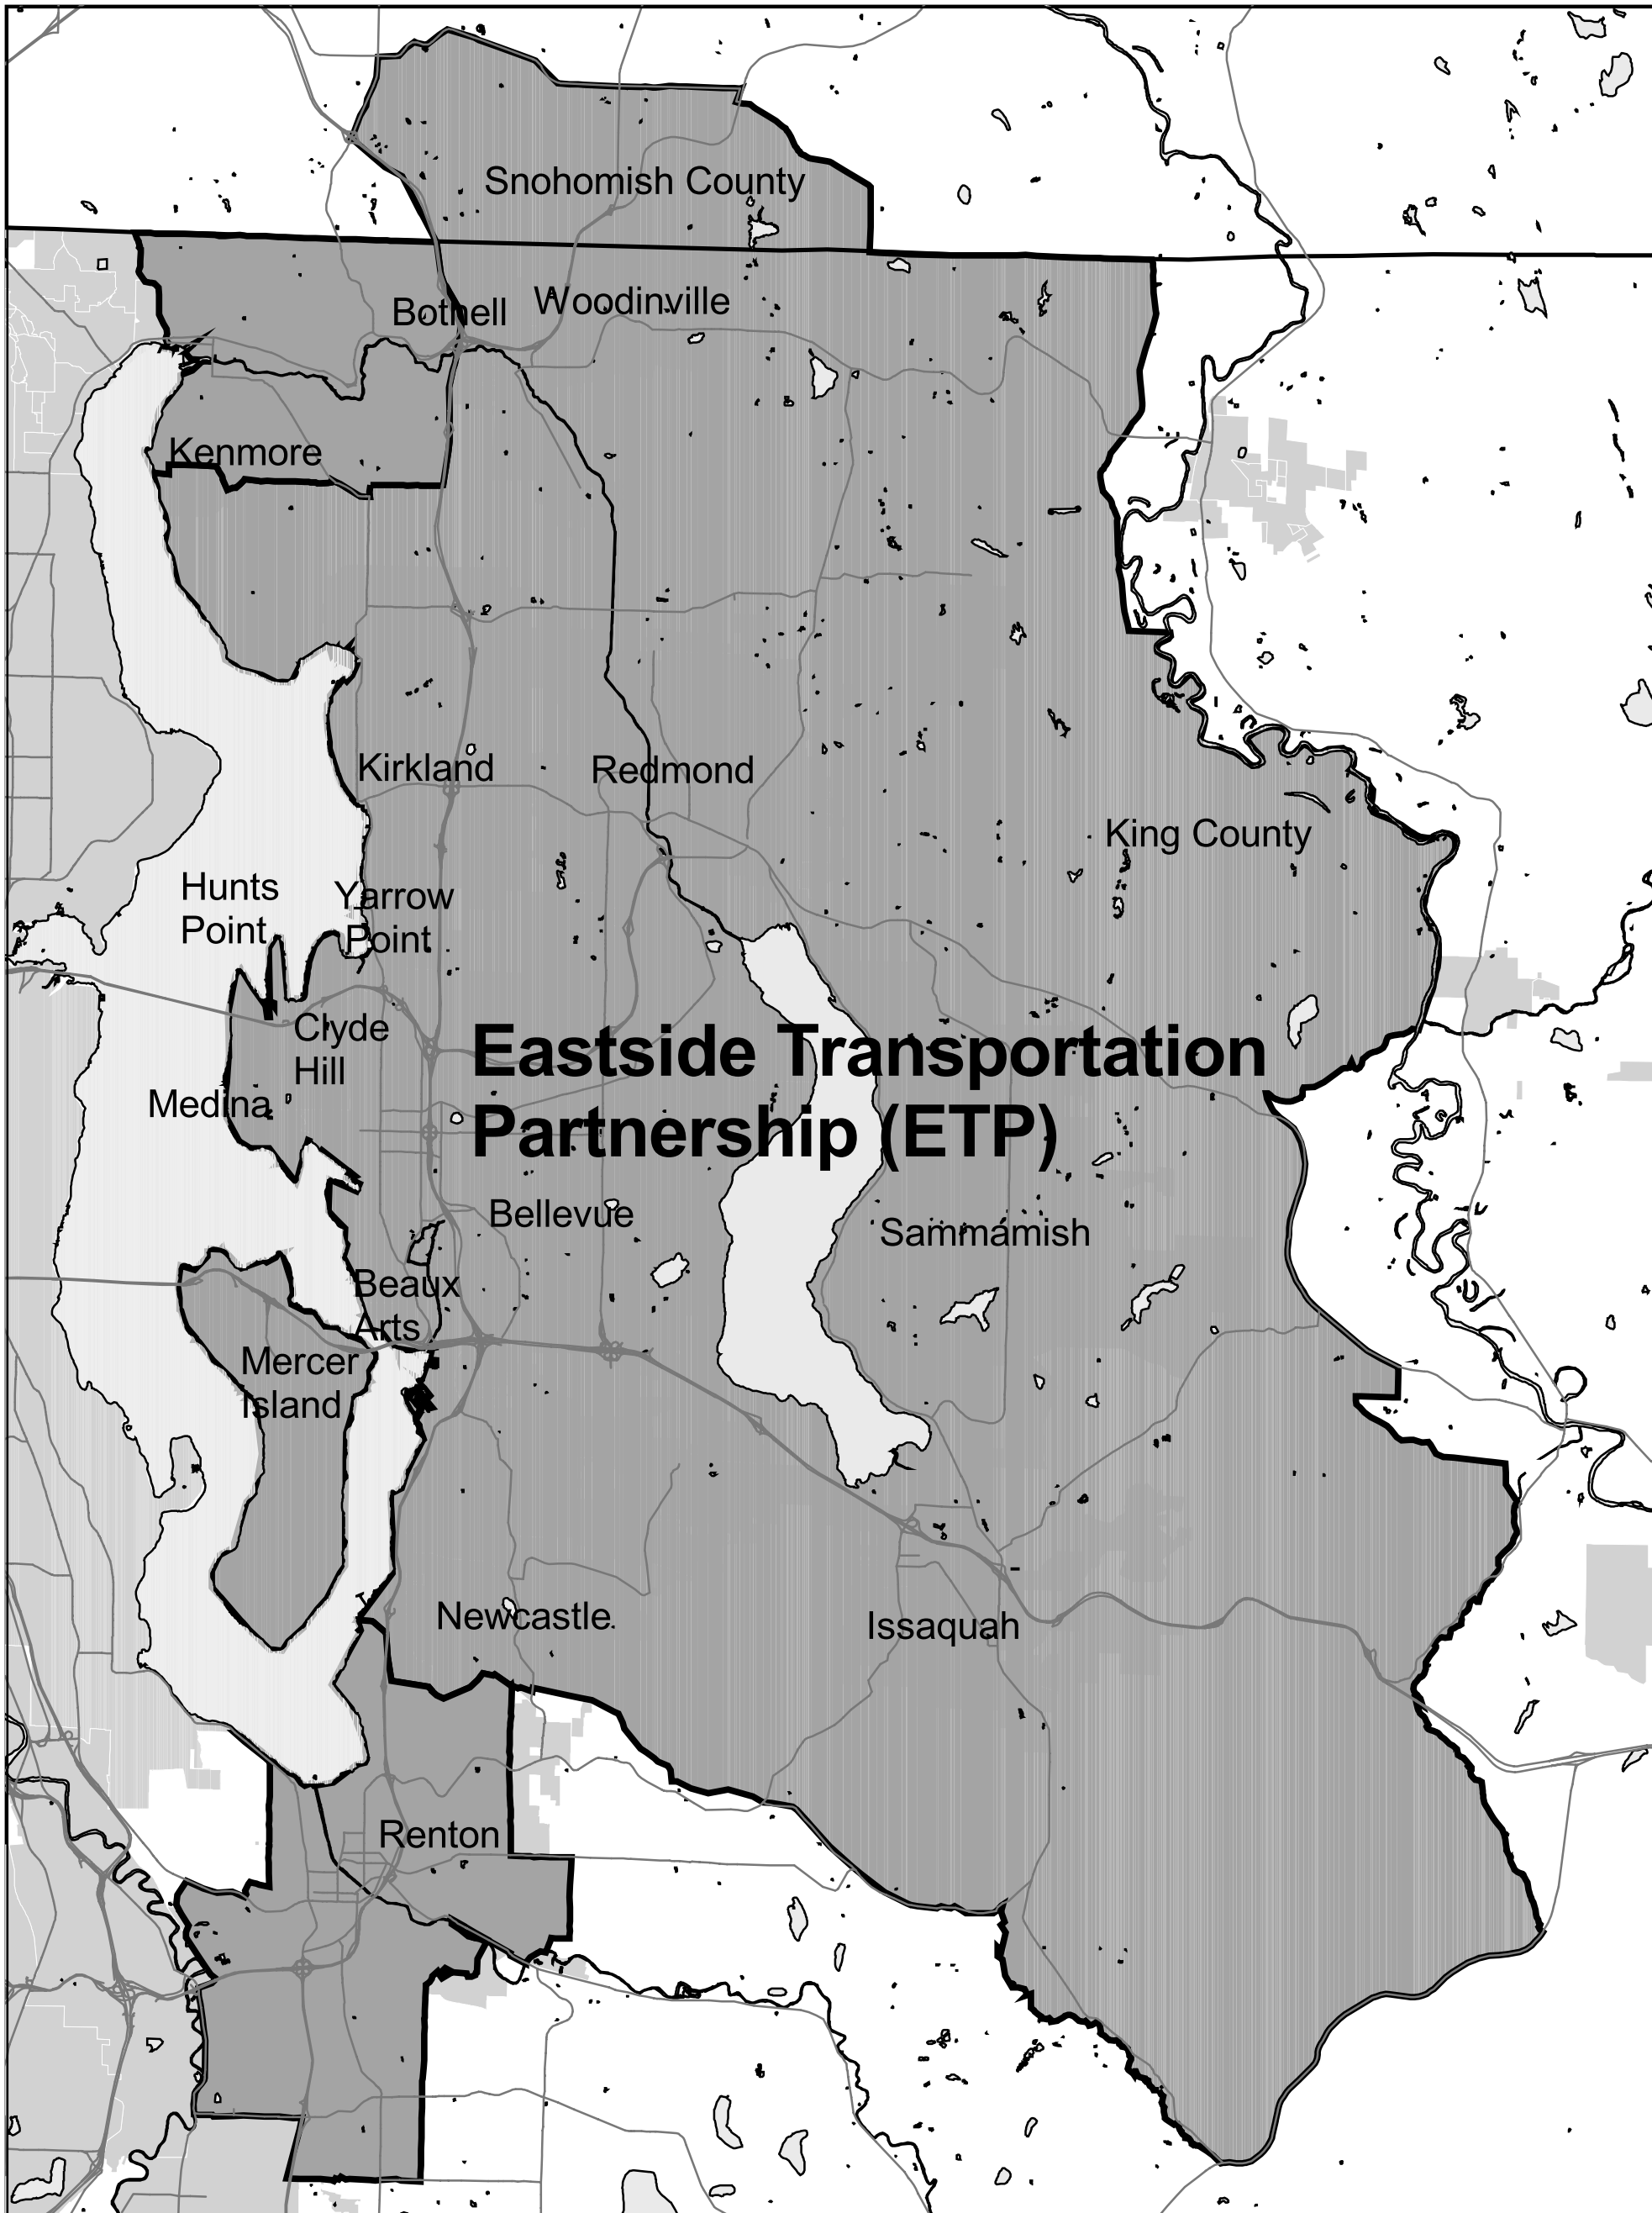 Snohomish County
Bothell
Woodinville
Kenmore
Kirkland
Redmond
King County
Hunts
Point
Yarrow
Point
Clyde
Hill
Medina
Eastside Transportation
Partnership (ETP)
Bellevue
Sammamish
Beaux
Arts
Mercer
Island
Newcastle
Issaquah
Renton